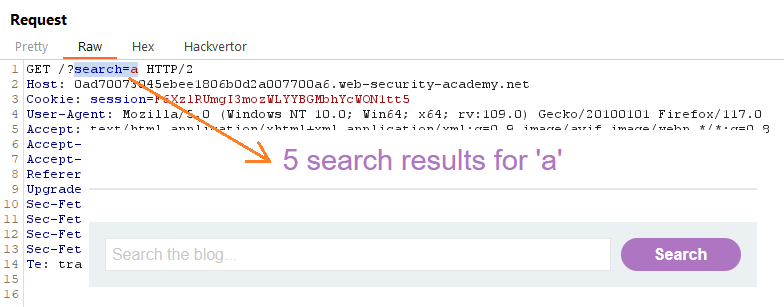 Request
Pretty Raw Hex Hackvertor
1 GET /?search=a HTTP/2
2 Host: 0ad70073045ebee1806b0d2a007700a6.web-security-academy.net
3 Cookie: session=F6Xz1RUmgI3mozWLYYBGMbhYcWON1tt5
4 User-Agent: Mozilla/5.0 (Windows NT 10.0; Win64; x64; rv:109.0) Gecko/20100101 Firefox/117.0
5 Accept: text/html,application/xhtml+xml,application/xml;q=0.9,image/avif,image/webp,*/*;q=0.8
6 Accept-
7 Accept-
5 search results for 'a'
8 Referer
9 Upgrade
10 Sec-Fet
11 Sec-Fet
12 Sec-Fet
Search the blog... Search
13 Sec-Fet
14 Te: tra
15
16